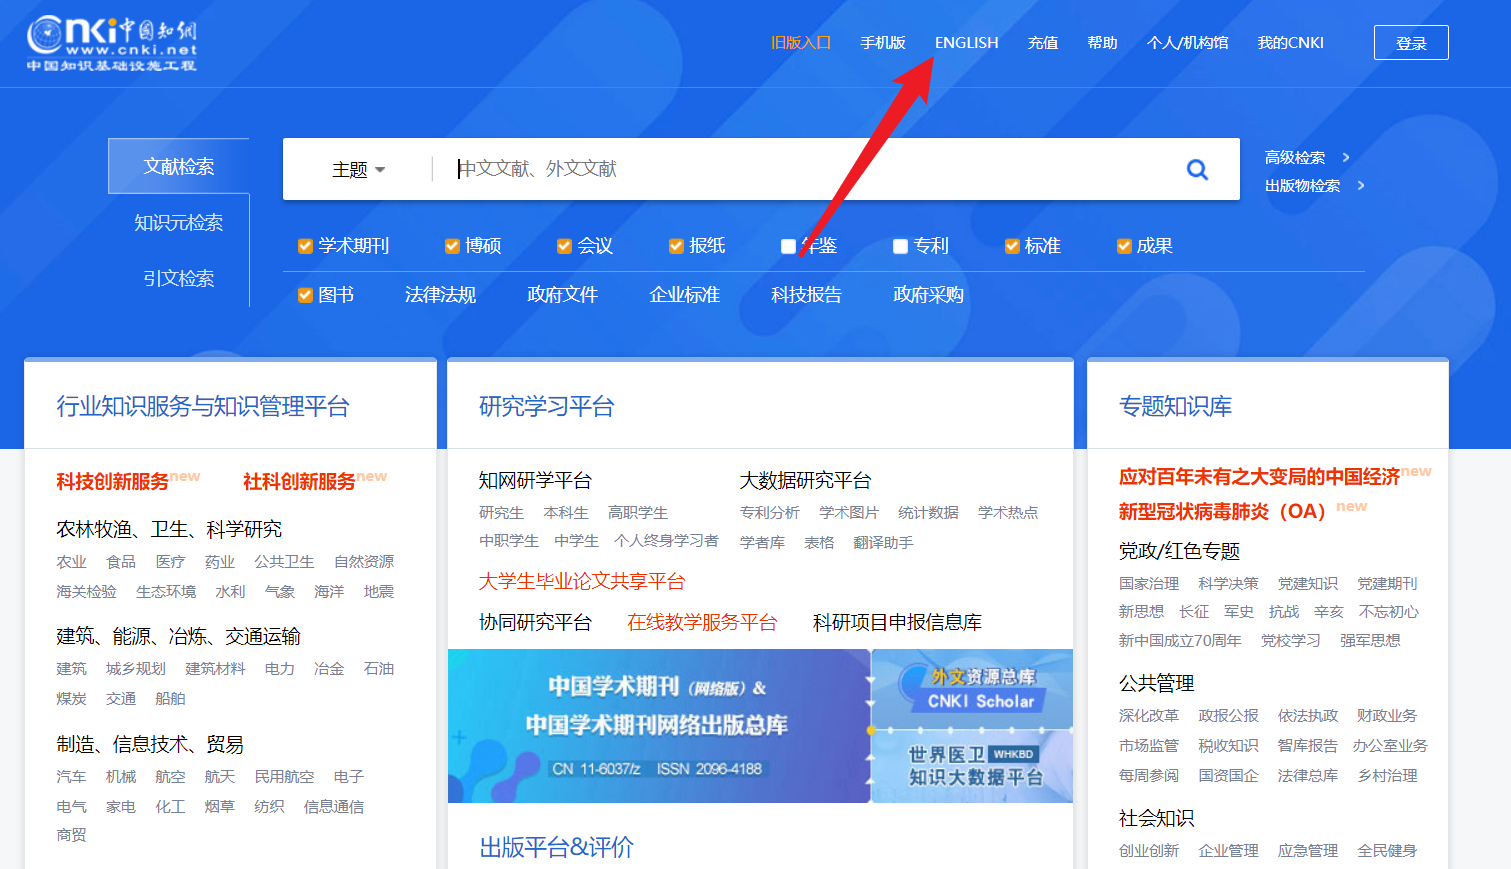 cnki中国知网
www.cnki.net
中国知识基础设施工程
旧版入口 手机版 ENGLISH 充值 帮助 个人/机构馆 我的CNKI 登录
文献检索
知识元检索
引文检索
主题 中文文献、外文文献
高级检索 >
出版物检索 >
学术期刊 博硕 会议 报纸 年鉴 专利 标准 成果
图书 法律法规 政府文件 企业标准 科技报告 政府采购
行业知识服务与知识管理平台
科技创新服务new 社科创新服务new
农林牧渔、卫生、科学研究
农业 食品 医疗 药业 公共卫生 自然资源
海关检验 生态环境 水利 气象 海洋 地震
建筑、能源、冶炼、交通运输
建筑 城乡规划 建筑材料 电力 冶金 石油
煤炭 交通 船舶
制造、信息技术、贸易
汽车 机械 航空 航天 民用航空 电子
电气 家电 化工 烟草 纺织 信息通信
商贸
研究学习平台
知网研学平台
研究生 本科生 高职学生
中职学生 中学生 个人终身学习者
大数据研究平台
专利分析 学术图片 统计数据 学术热点
学者库 表格 翻译助手
大学生毕业论文共享平台
协同研究平台 在线教学服务平台 科研项目申报信息库
中国学术期刊(网络版)&
中国学术期刊网络出版总库
CN 11-6037/z ISSN 2096-4188
外文资源总库
CNKI Scholar
世界医卫 WHKBD
知识大数据平台
出版平台&评价
专题知识库
应对百年未有之大变局的中国经济new
新型冠状病毒肺炎（OA）new
党政/红色专题
国家治理 科学决策 党建知识 党建期刊
新思想 长征 军史 抗战 辛亥 不忘初心
新中国成立70周年 党校学习 强军思想
公共管理
深化改革 政报公报 依法执政 财政业务
市场监管 税收知识 智库报告 办公室业务
每周参阅 国资国企 法律总库 乡村治理
社会知识
创业创新 企业管理 应急管理 全民健身